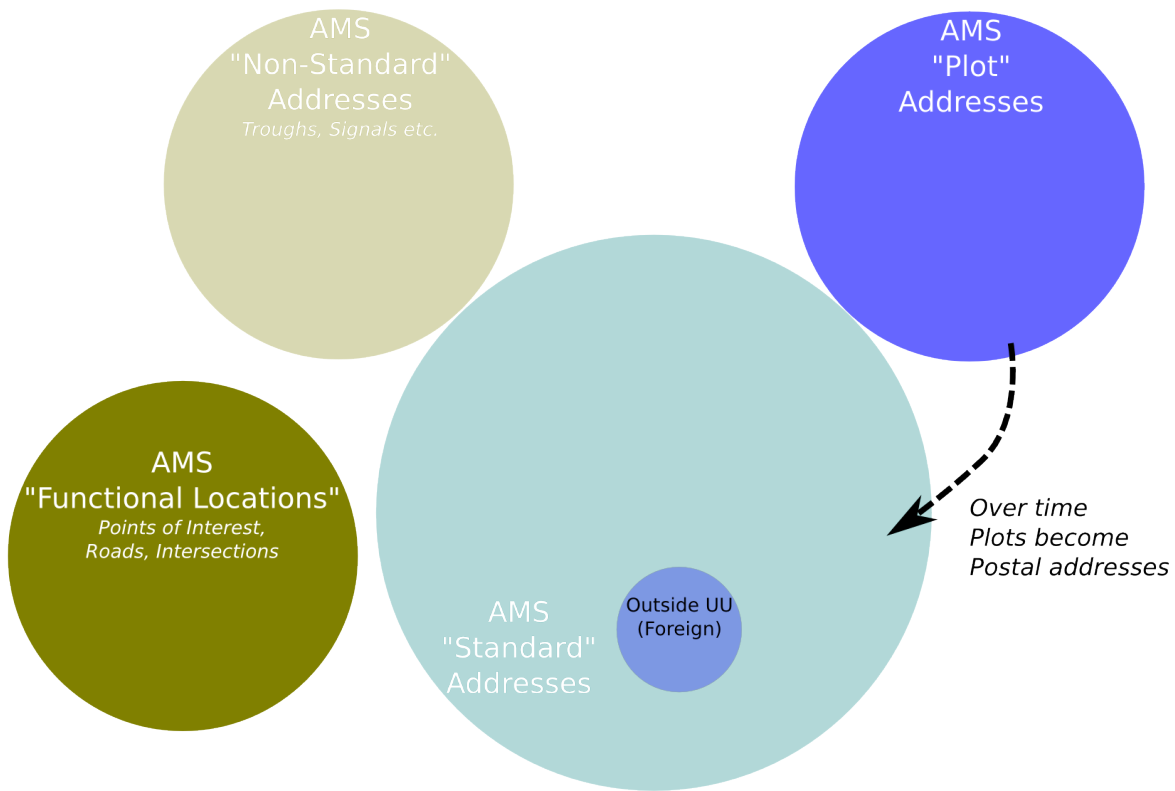 AMS
"Non-Standard"
Addresses
Troughs, Signals etc.
AMS
"Plot"
Addresses
AMS
"Functional Locations"
Points of Interest,
Roads, Intersections
Over time
Plots become
Postal addresses
AMS
"Standard"
Addresses
Outside UU
(Foreign)